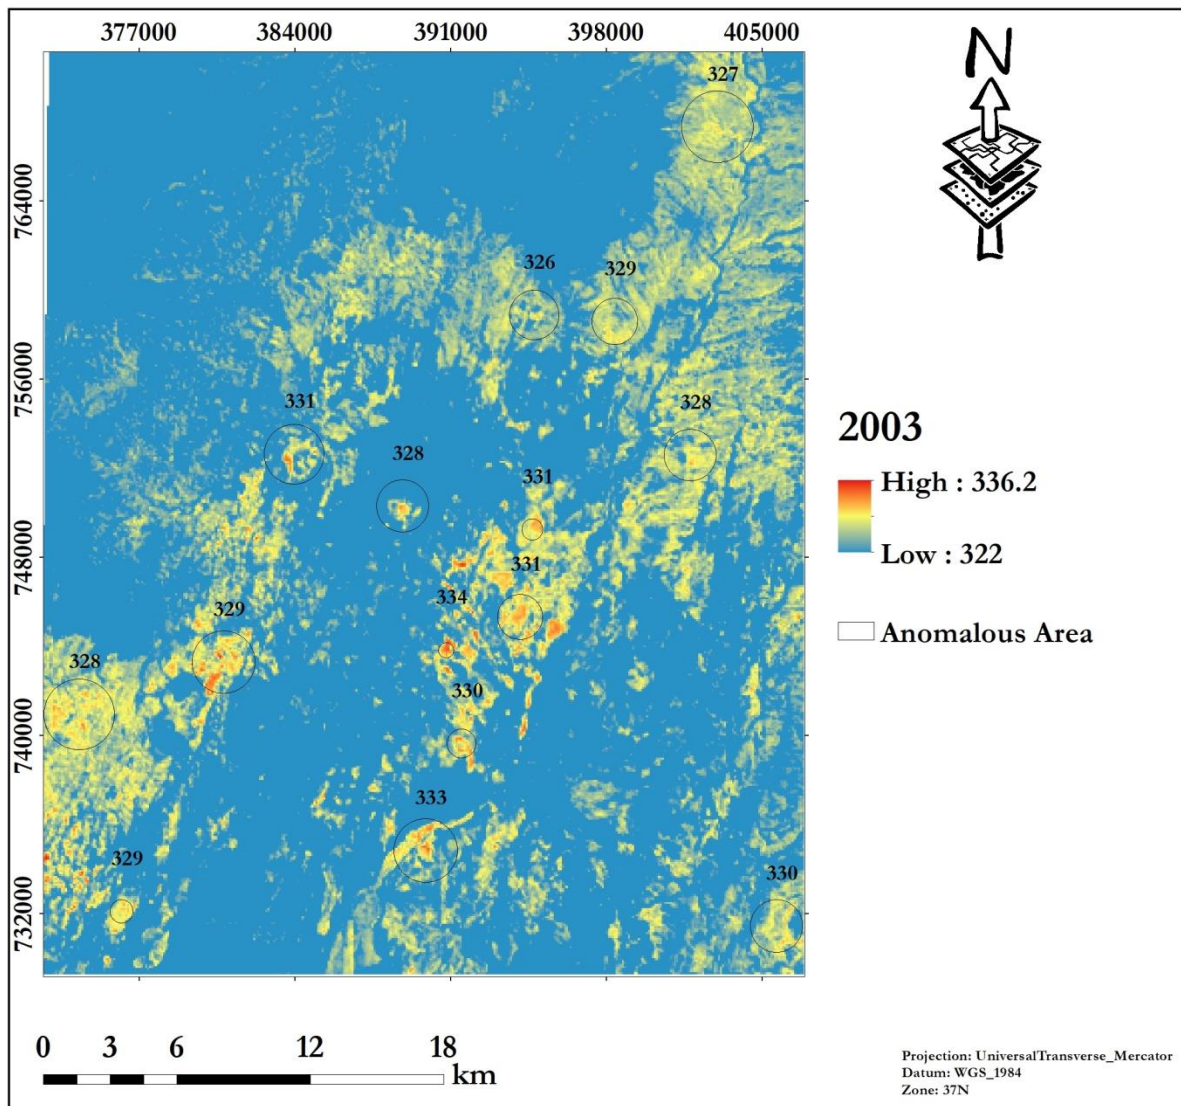 377000 384000 391000 398000 405000
N
327
764000
326
329
756000
331
328
328
331
748000
331
334
329
328
330
740000
333
329
330
732000
2003
High : 336.2
Low : 322
Anomalous Area
0 3 6 12 18
km
Projection: UniversalTransverse_Mercator
Datum: WGS_1984
Zone: 37N